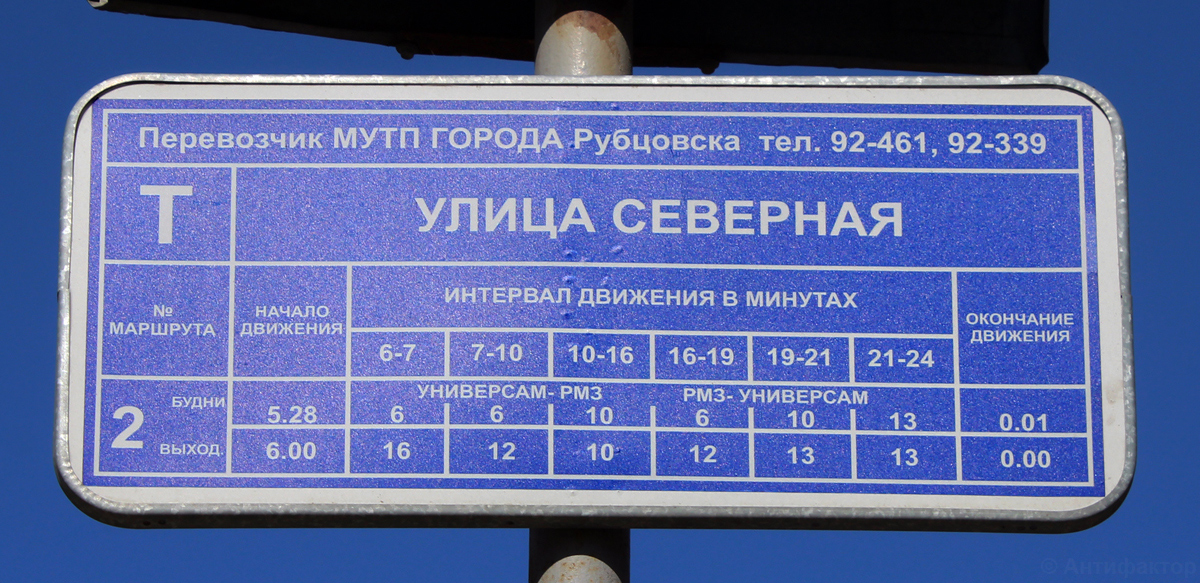 Перевозчик МУТП ГОРОДА Рубцовска тел. 92-461, 92-339
Т УЛИЦА СЕВЕРНАЯ
№ МАРШРУТА
НАЧАЛО ДВИЖЕНИЯ
ИНТЕРВАЛ ДВИЖЕНИЯ В МИНУТАХ
ОКОНЧАНИЕ ДВИЖЕНИЯ
6-7 7-10 10-16 16-19 19-21 21-24
УНИВЕРСАМ- РМЗ РМЗ- УНИВЕРСАМ
2
БУДНИ 5.28 6 6 10 6 10 13 0.01
ВЫХОД. 6.00 16 12 10 12 13 13 0.00
© Антифактор